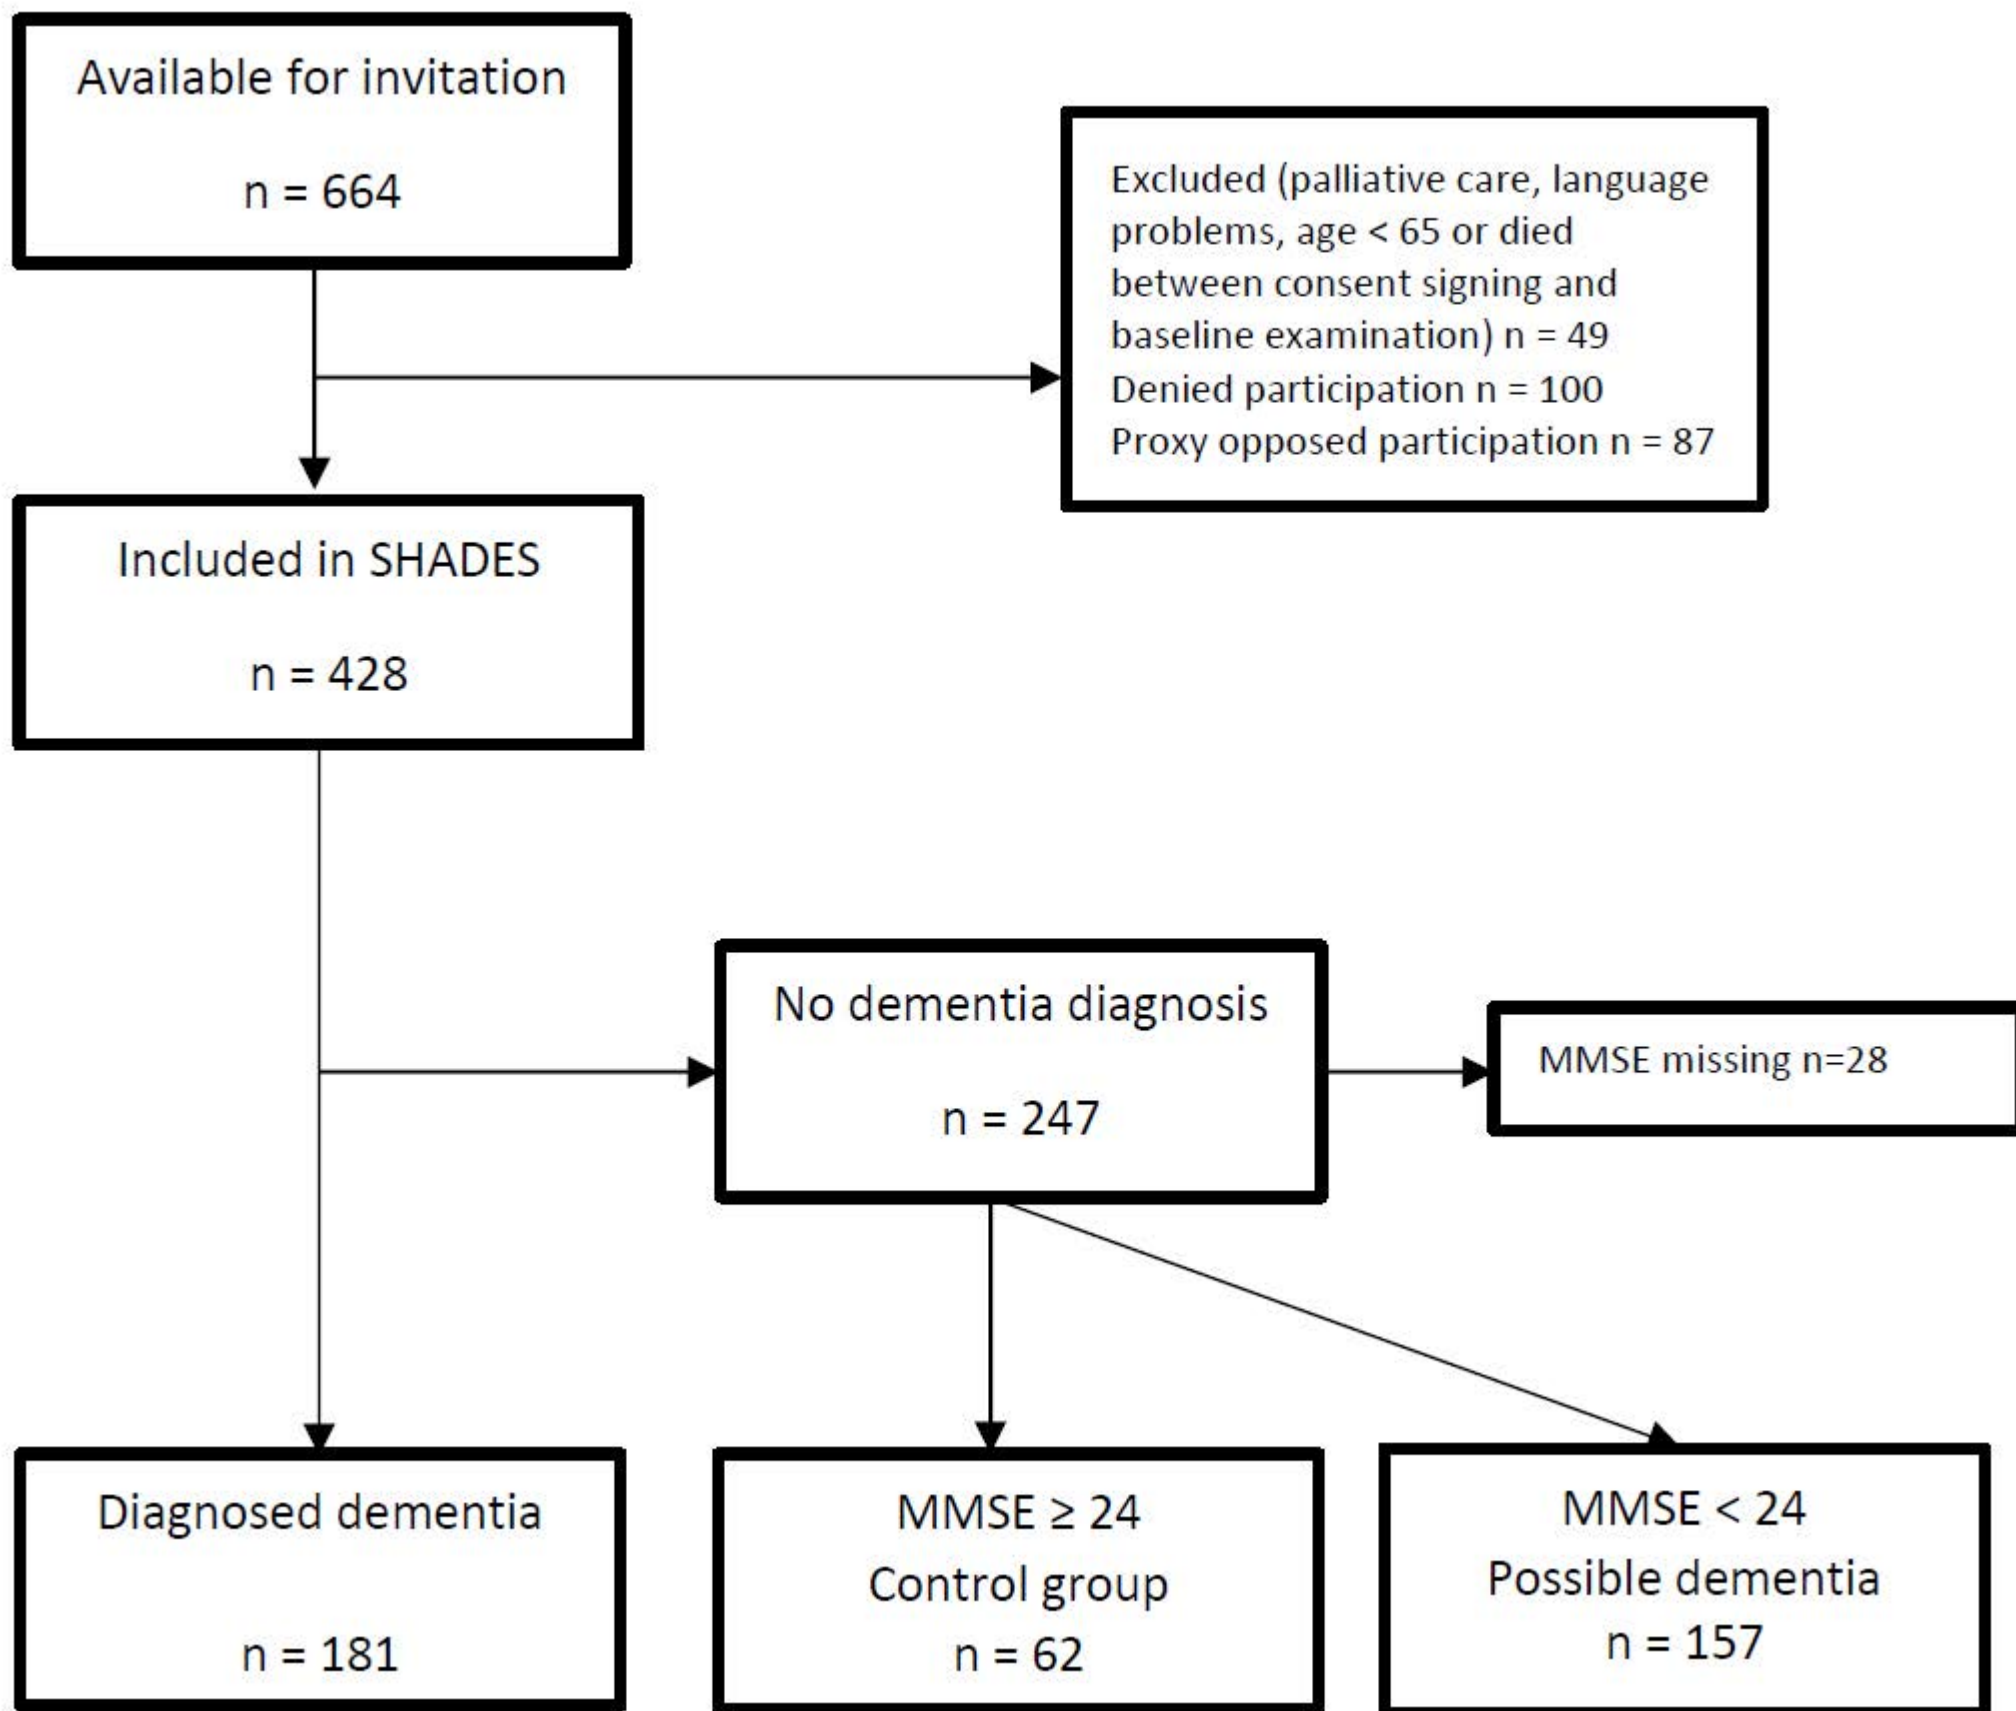 Available for invitation
n = 664
Excluded (palliative care, language
problems, age < 65 or died
between consent signing and
baseline examination) n = 49
Denied participation n = 100
Proxy opposed participation n = 87
Included in SHADES
n = 428
No dementia diagnosis
n = 247
MMSE missing n=28
Diagnosed dementia
n = 181
MMSE ≥ 24
Control group
n = 62
MMSE < 24
Possible dementia
n = 157